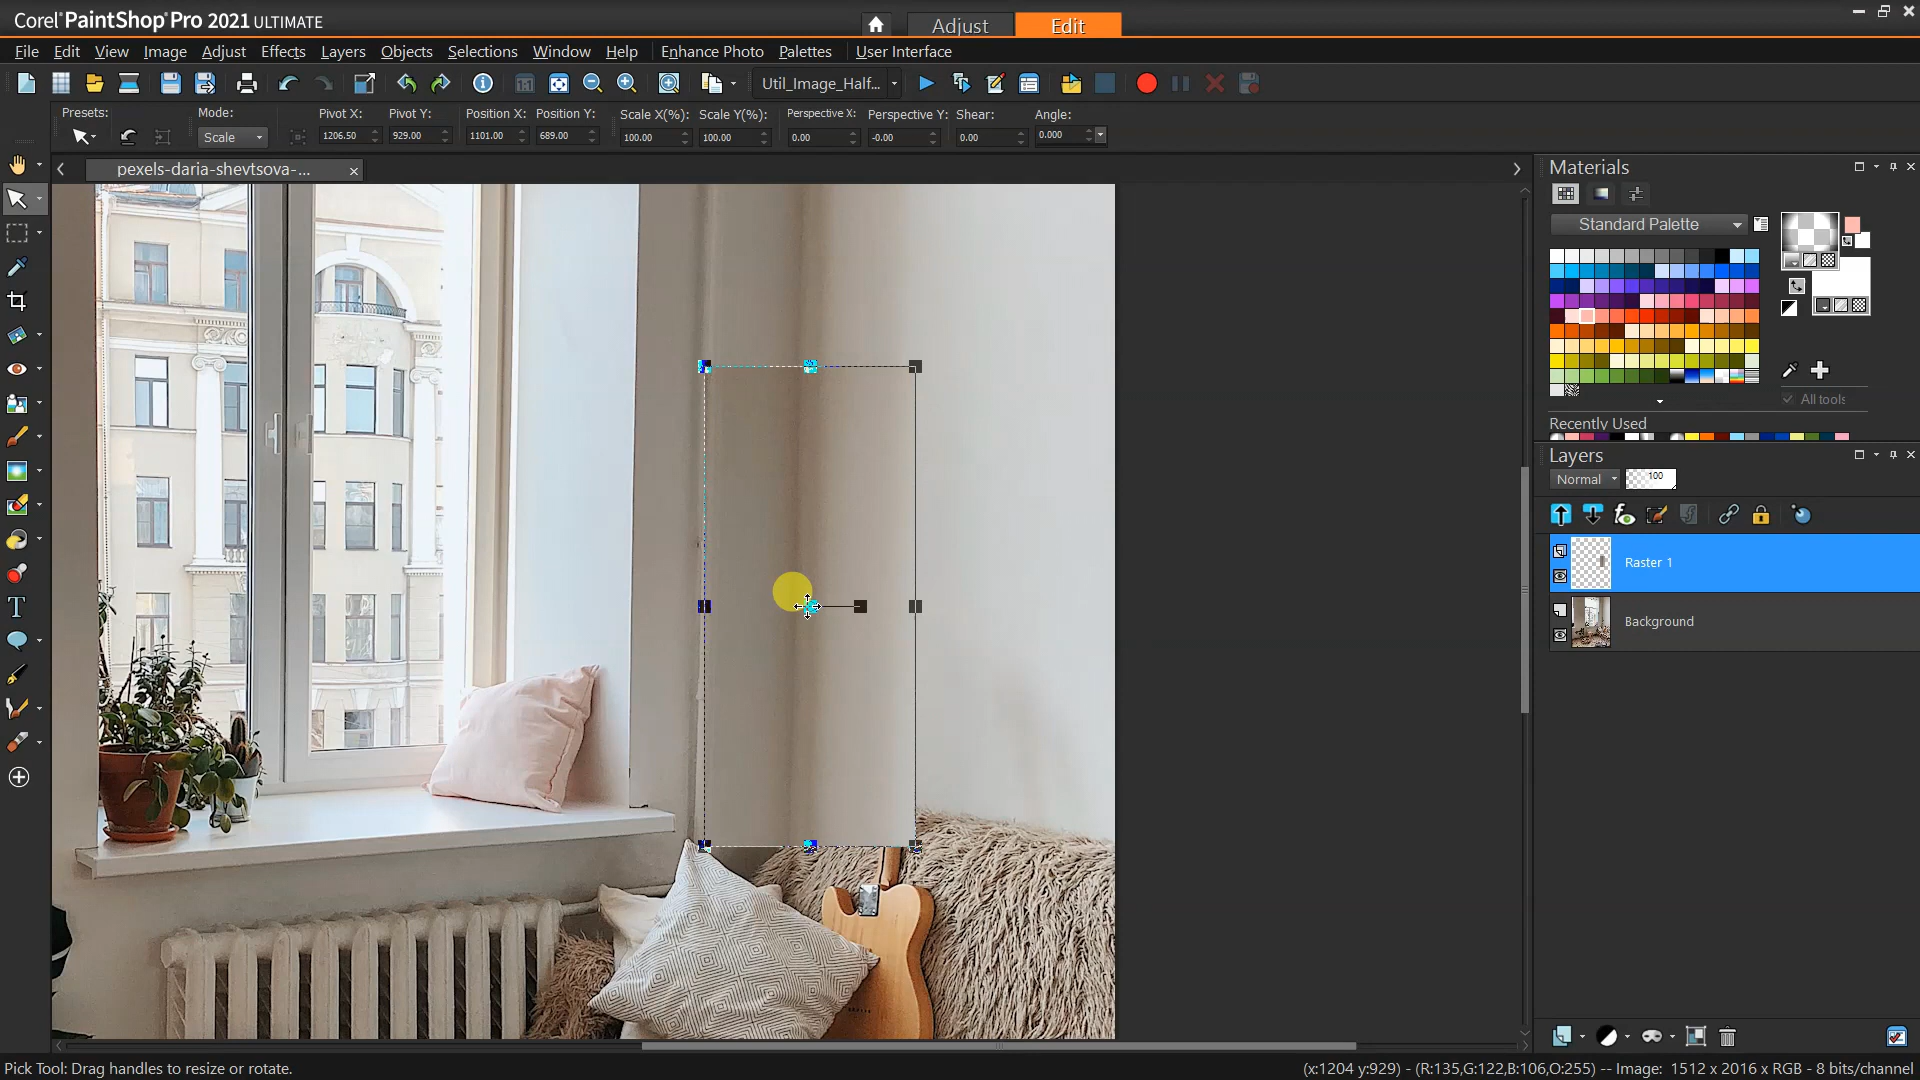 Corel PaintShop Pro 2021 ULTIMATE
Adjust
Edit
File Edit View Image Adjust Effects Layers Objects Selections Window Help Enhance Photo Palettes User Interface
Util_Image_Half...
Presets: Mode: Pivot X: Pivot Y: Position X: Position Y: Scale X(%): Scale Y(%): Perspective X: Perspective Y: Shear: Angle:
Scale 1206.50 929.00 1101.00 689.00 100.00 100.00 0.00 -0.00 0.00 0.000
pexels-daria-shevtsova-...
Materials
Standard Palette
All tools
Recently Used
Layers
Normal 100
Raster 1
Background
Pick Tool: Drag handles to resize or rotate.
(x:1204 y:929) - (R:135,G:122,B:106,O:255) -- Image: 1512 x 2016 x RGB - 8 bits/channel